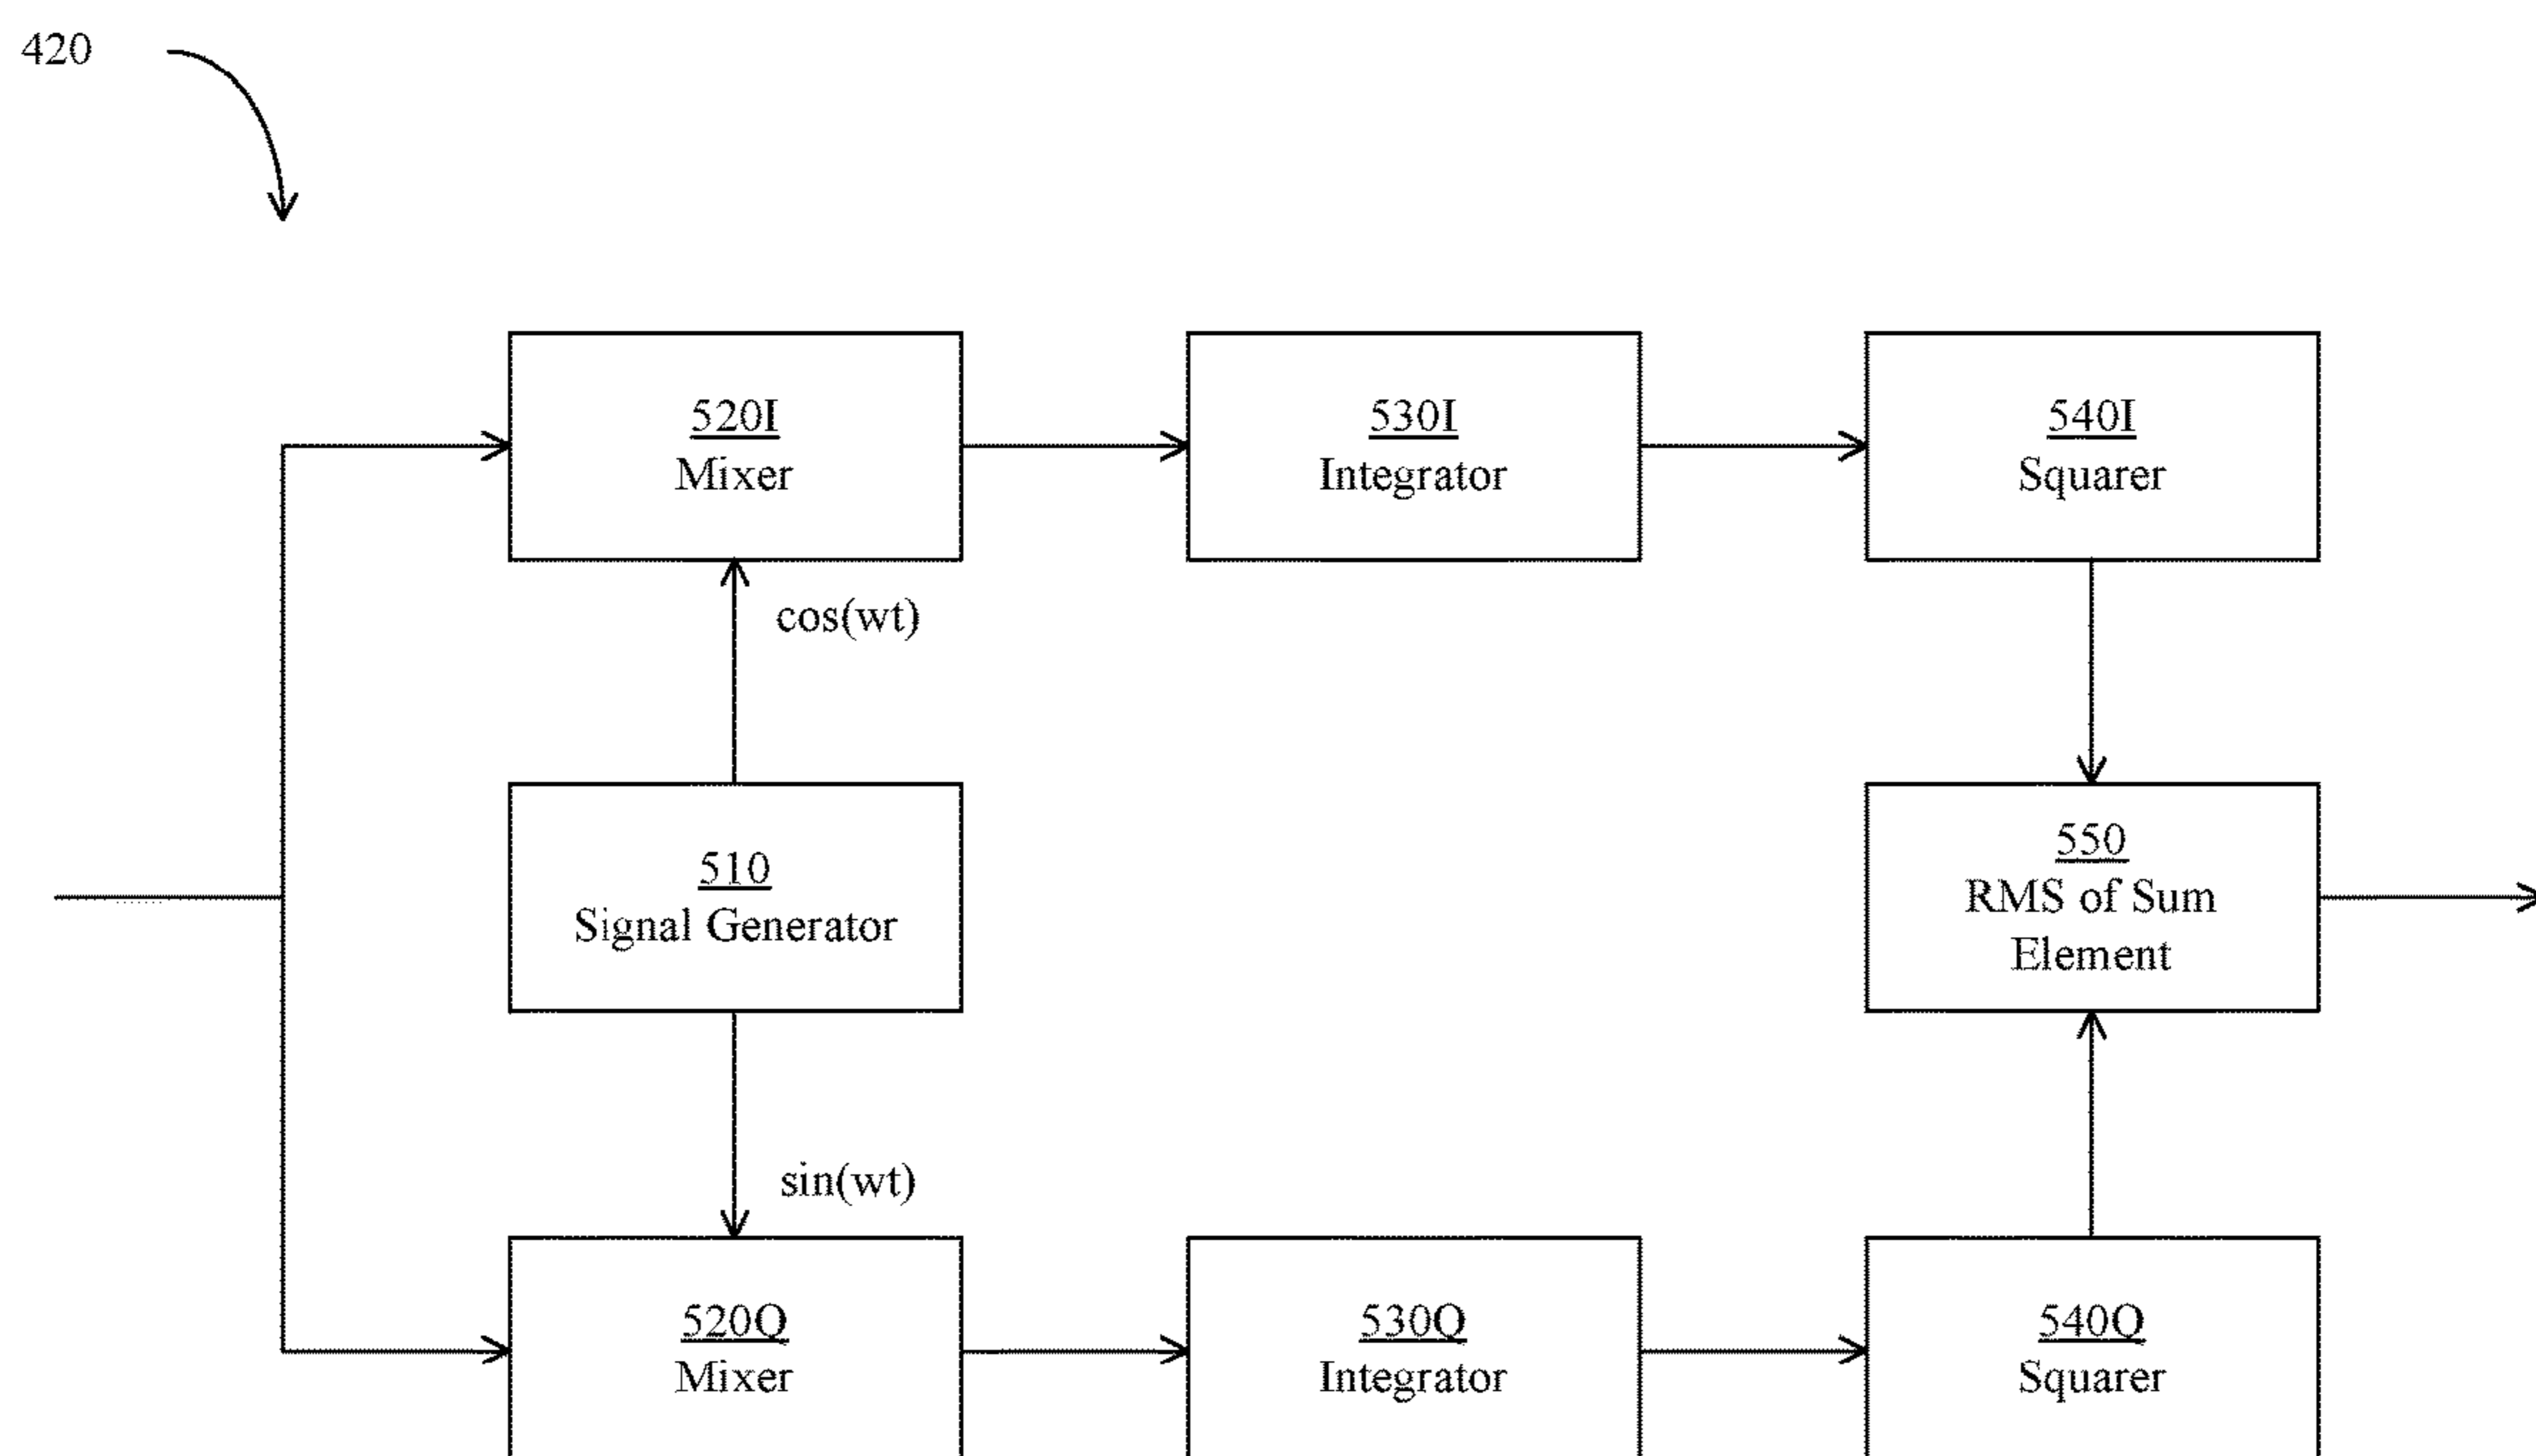 420
520I
Mixer
530I
Integrator
540I
Squarer
cos(wt)
510
Signal Generator
550
RMS of Sum
Element
sin(wt)
520Q
Mixer
530Q
Integrator
540Q
Squarer